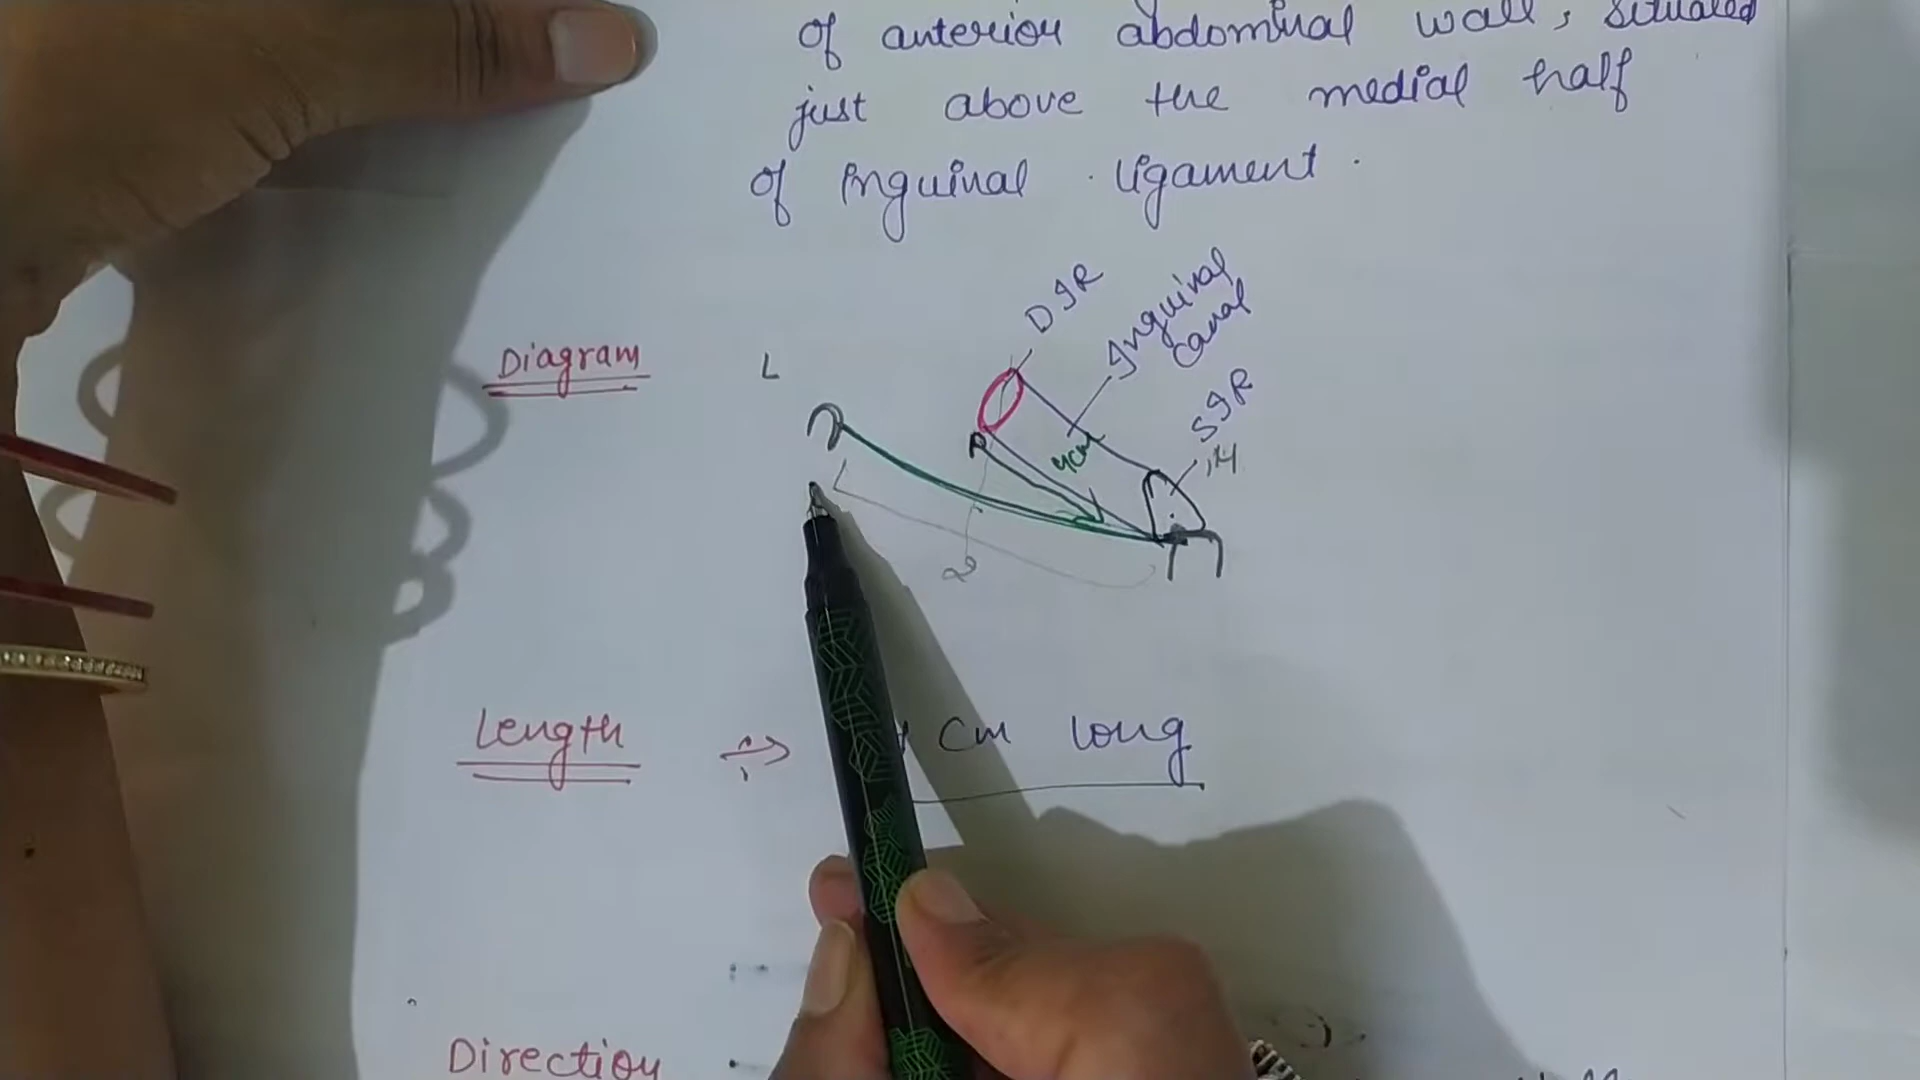 of anterior abdominal wall, situated
just above the medial half
of inguinal ligament.
Diagram
L
DIR
Inguinal
canal
SIR
M
4cm
Length
cm long
Direction